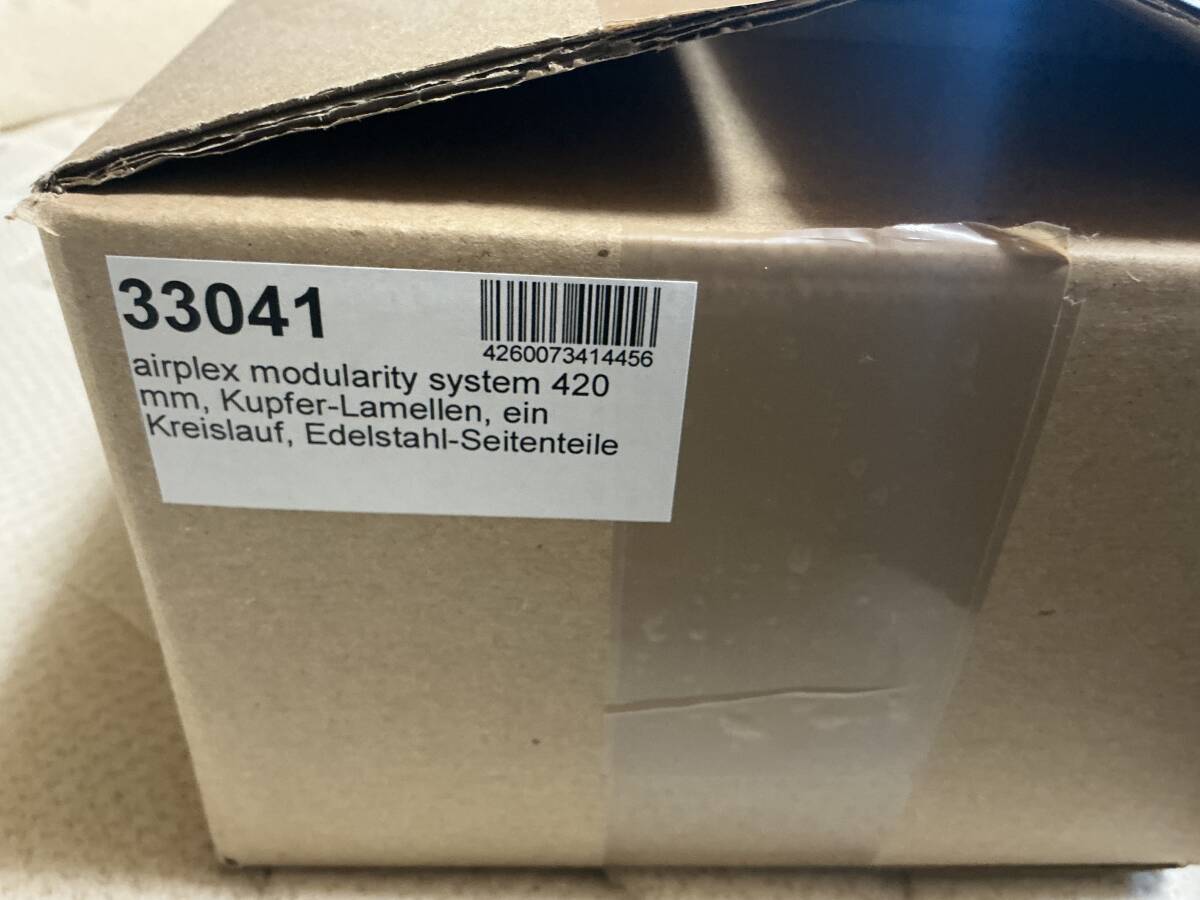 33041
4260073414456
airplex modularity system 420
mm, Kupfer-Lamellen, ein
Kreislauf, Edelstahl-Seitenteile